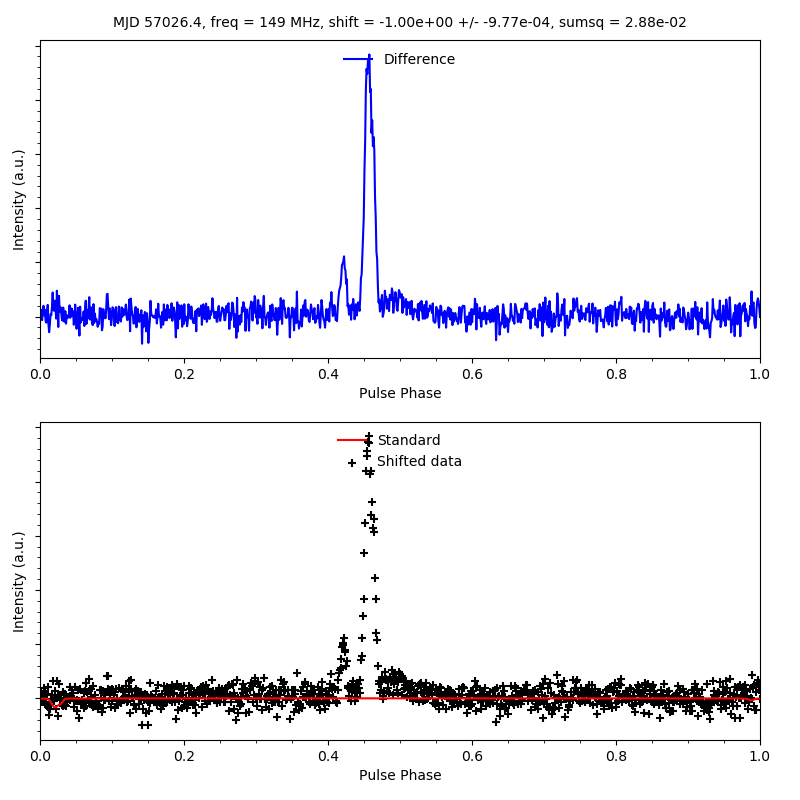 MJD 57026.4, freq = 149 MHz, shift = -1.00e+00 +/- -9.77e-04, sumsq = 2.88e-02
Difference
Intensity (a.u.)
0.0 0.2 0.4 0.6 0.8 1.0
Pulse Phase
Standard
Shifted data
Intensity (a.u.)
0.0 0.2 0.4 0.6 0.8 1.0
Pulse Phase